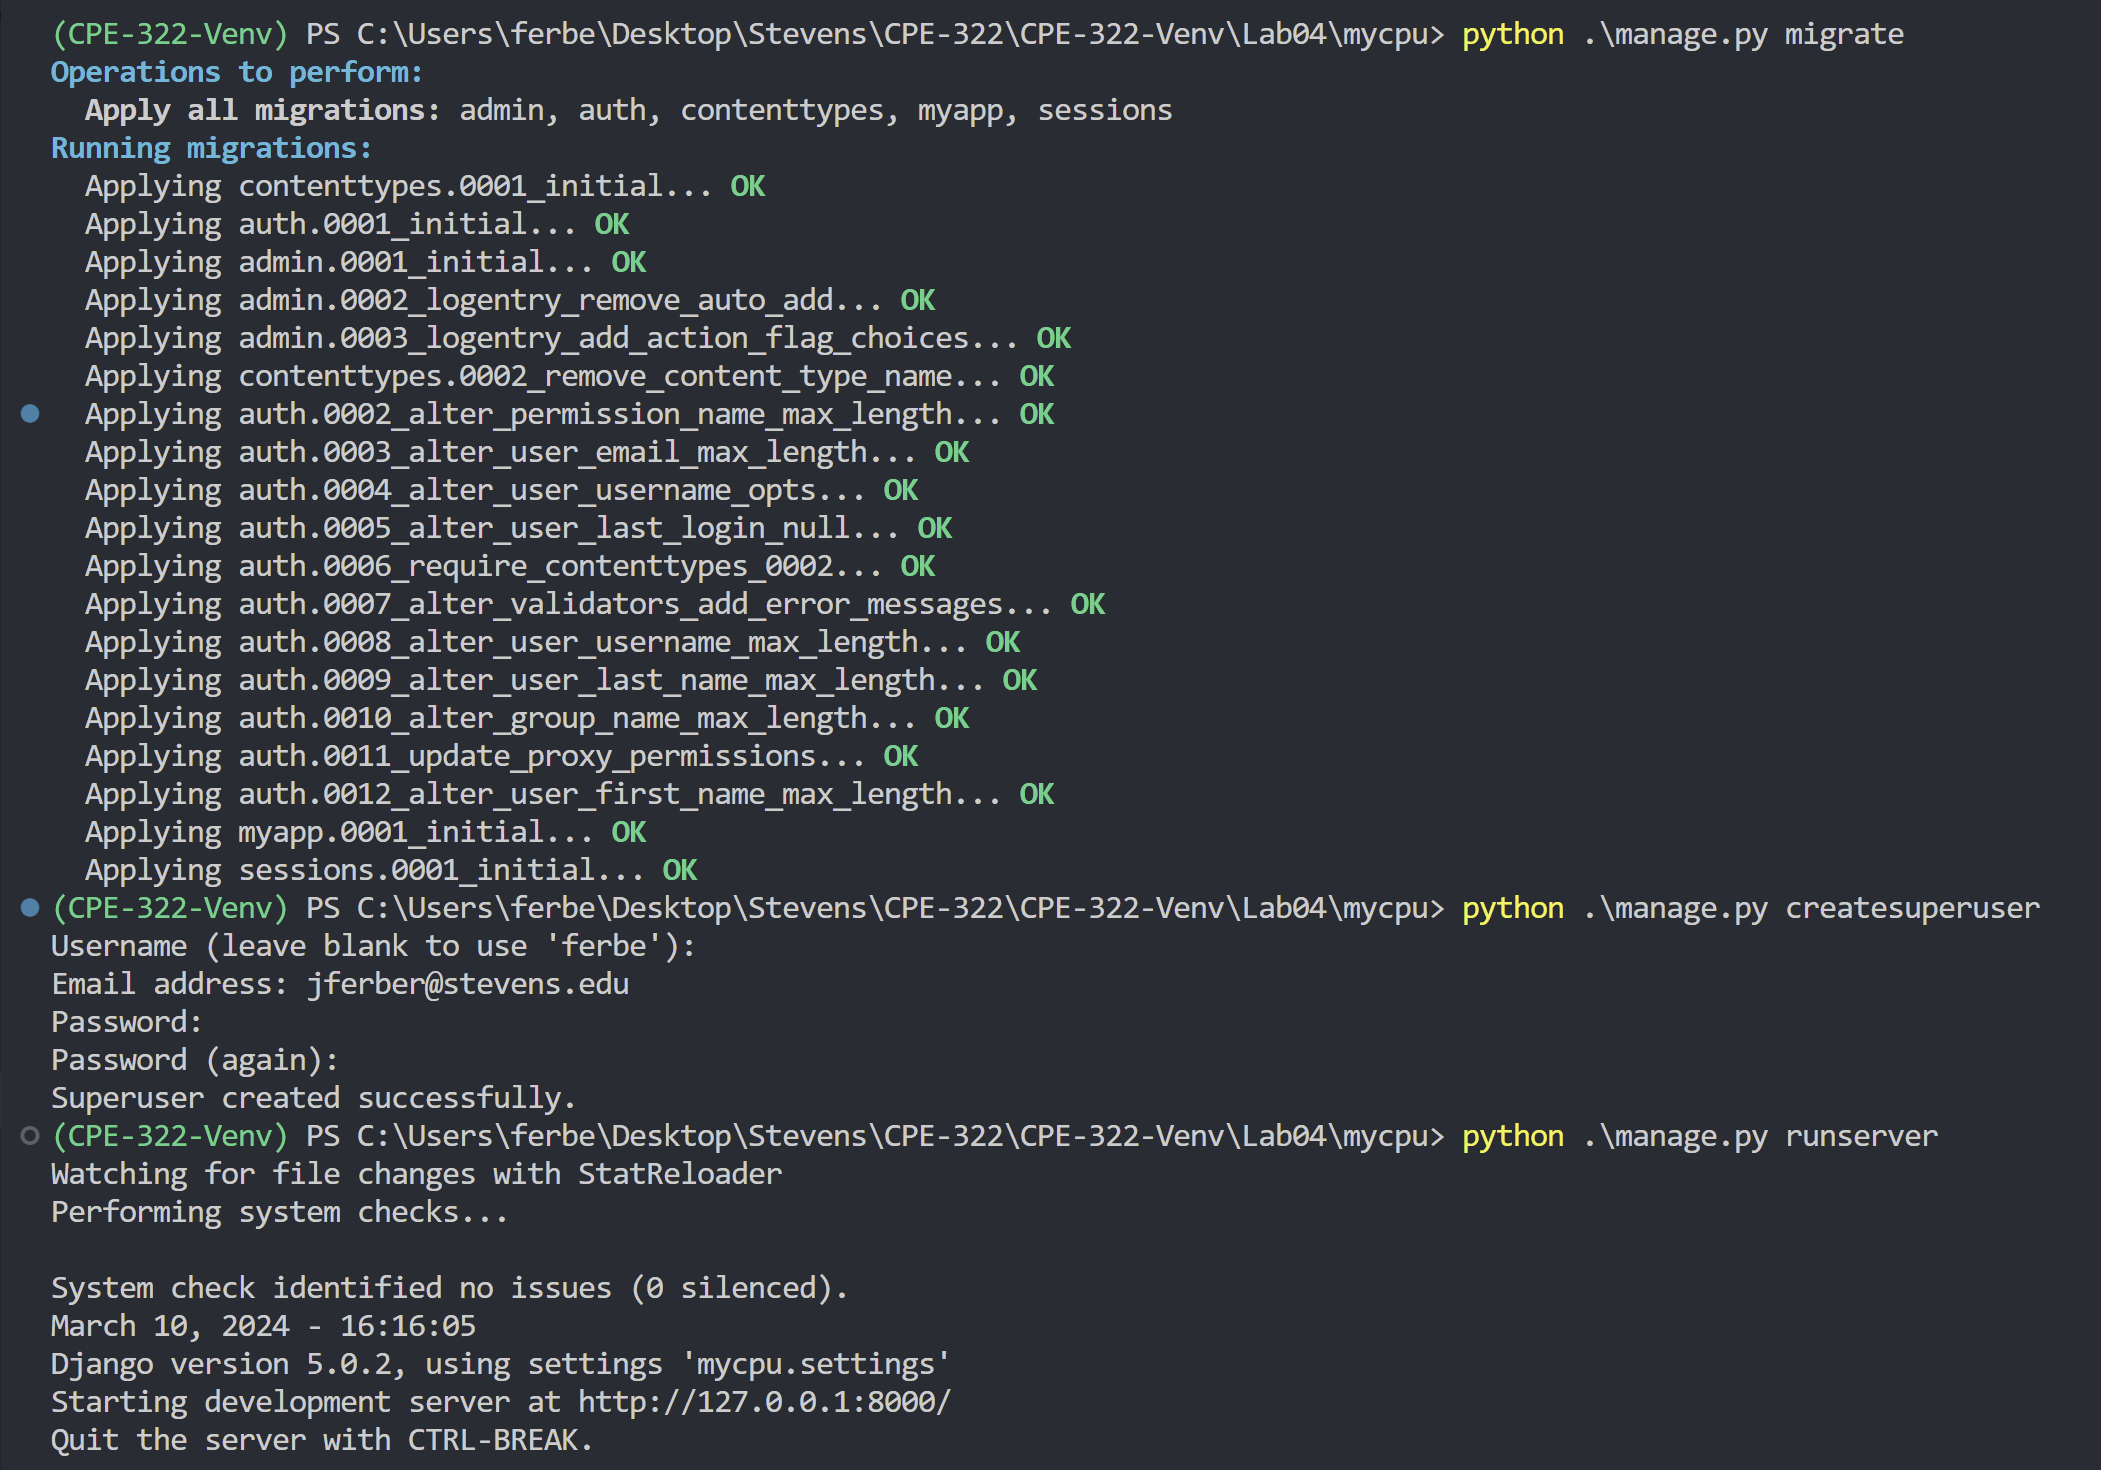 (CPE-322-Venv) PS C:\Users\ferbe\Desktop\Stevens\CPE-322\CPE-322-Venv\Lab04\mycpu> python .\manage.py migrate
Operations to perform:
  Apply all migrations: admin, auth, contenttypes, myapp, sessions
Running migrations:
  Applying contenttypes.0001_initial... OK
  Applying auth.0001_initial... OK
  Applying admin.0001_initial... OK
  Applying admin.0002_logentry_remove_auto_add... OK
  Applying admin.0003_logentry_add_action_flag_choices... OK
  Applying contenttypes.0002_remove_content_type_name... OK
  Applying auth.0002_alter_permission_name_max_length... OK
  Applying auth.0003_alter_user_email_max_length... OK
  Applying auth.0004_alter_user_username_opts... OK
  Applying auth.0005_alter_user_last_login_null... OK
  Applying auth.0006_require_contenttypes_0002... OK
  Applying auth.0007_alter_validators_add_error_messages... OK
  Applying auth.0008_alter_user_username_max_length... OK
  Applying auth.0009_alter_user_last_name_max_length... OK
  Applying auth.0010_alter_group_name_max_length... OK
  Applying auth.0011_update_proxy_permissions... OK
  Applying auth.0012_alter_user_first_name_max_length... OK
  Applying myapp.0001_initial... OK
  Applying sessions.0001_initial... OK
(CPE-322-Venv) PS C:\Users\ferbe\Desktop\Stevens\CPE-322\CPE-322-Venv\Lab04\mycpu> python .\manage.py createsuperuser
Username (leave blank to use 'ferbe'):
Email address: jferber@stevens.edu
Password:
Password (again):
Superuser created successfully.
(CPE-322-Venv) PS C:\Users\ferbe\Desktop\Stevens\CPE-322\CPE-322-Venv\Lab04\mycpu> python .\manage.py runserver
Watching for file changes with StatReloader
Performing system checks...

System check identified no issues (0 silenced).
March 10, 2024 - 16:16:05
Django version 5.0.2, using settings 'mycpu.settings'
Starting development server at http://127.0.0.1:8000/
Quit the server with CTRL-BREAK.